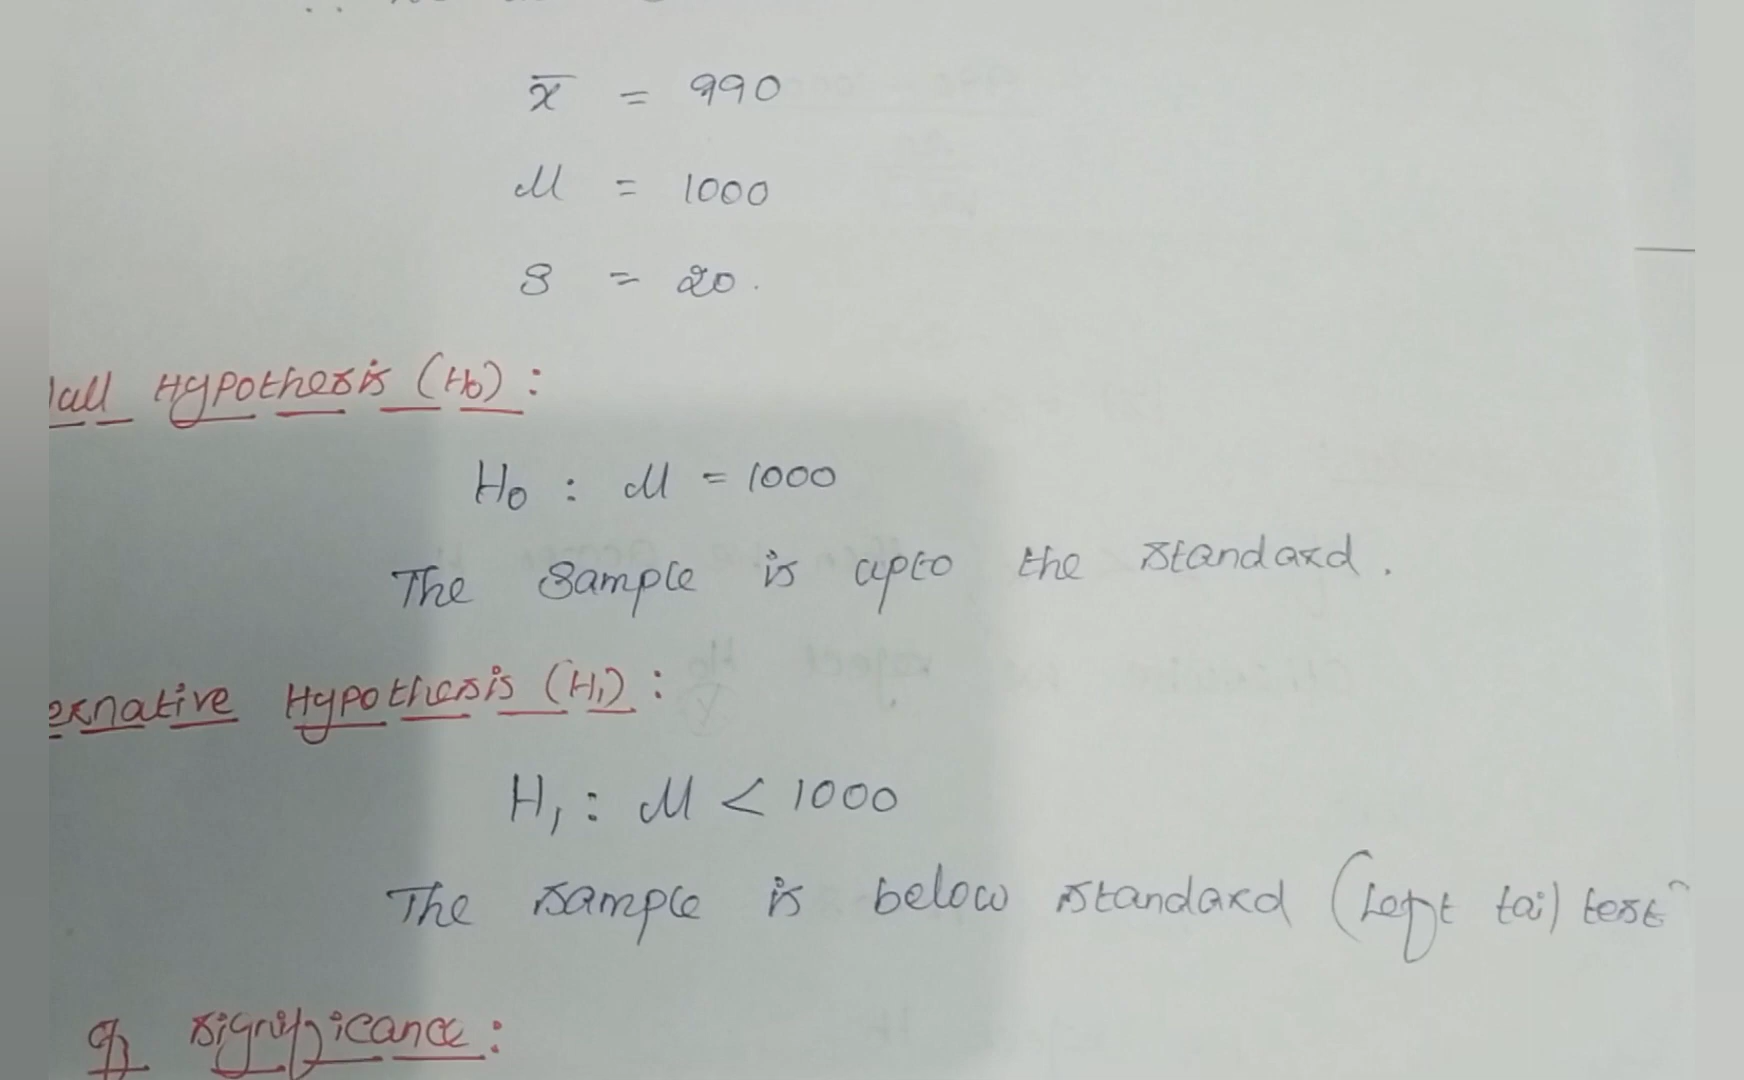 x̄ = 990
μ = 1000
S = 20.
Hypothesis (H0) :
H0 : μ = 1000
The Sample is upto the standard.
ernative Hypothesis (H1) :
H1 : μ < 1000
The sample is below standard (Left tail test
of significance :